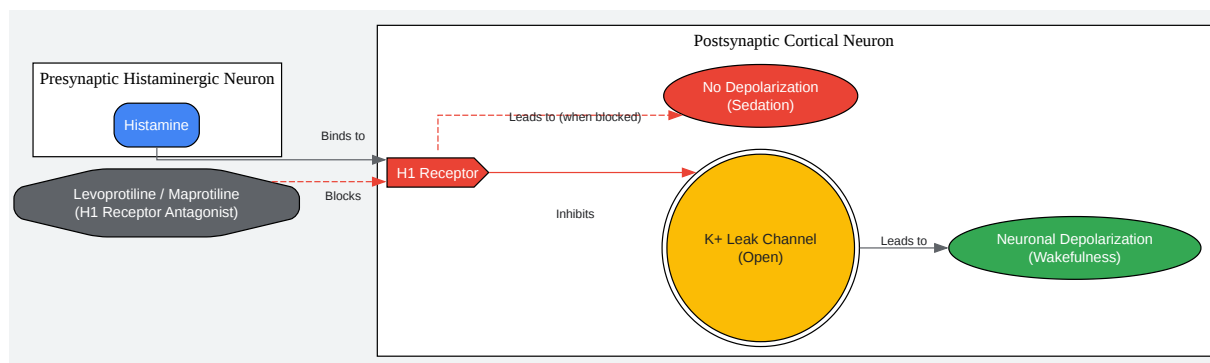 Postsynaptic Cortical Neuron
Presynaptic Histaminergic Neuron
No Depolarization
(Sedation)
Histamine
Leads to (when blocked)
Binds to
H1 Receptor
Levoprotiline / Maprotiline
(H1 Receptor Antagonist)
Blocks
Inhibits
K+ Leak Channel
(Open)
Leads to
Neuronal Depolarization
(Wakefulness)